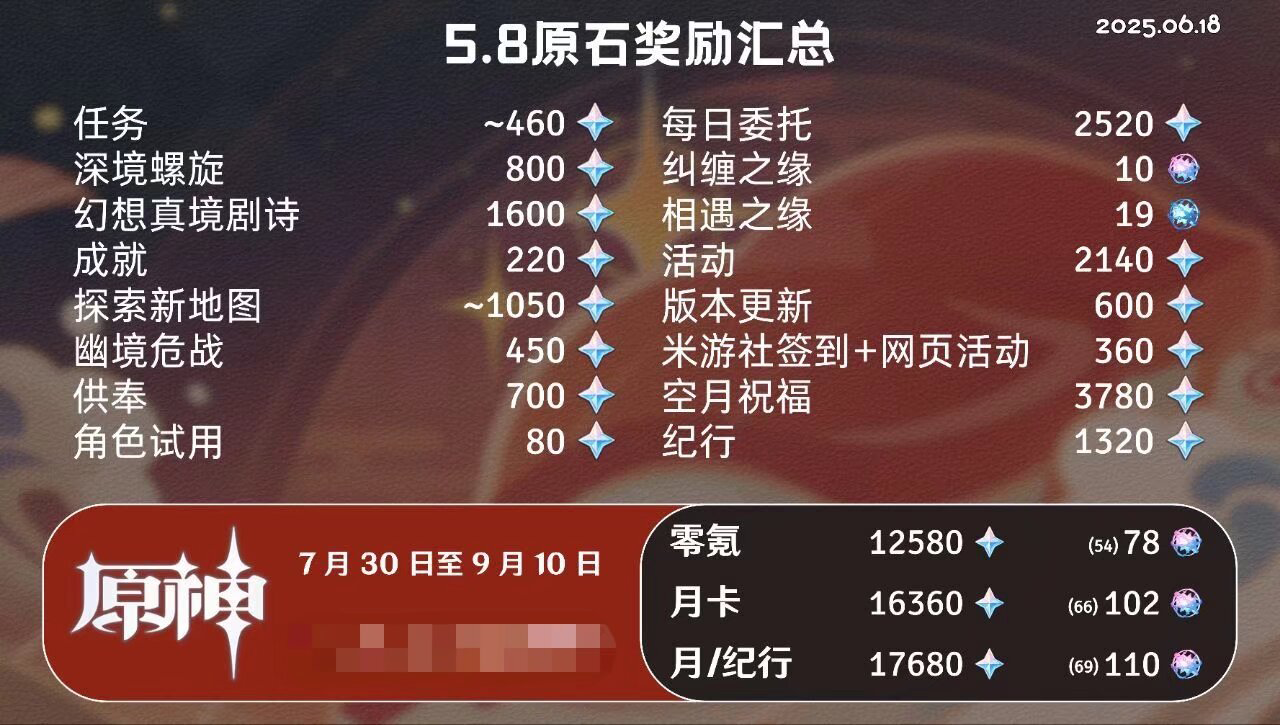 5.8原石奖励汇总
2025.06.18
任务 ~460
深境螺旋 800
幻想真境剧诗 1600
成就 220
探索新地图 ~1050
幽境危战 450
供奉 700
角色试用 80
每日委托 2520
纠缠之缘 10
相遇之缘 19
活动 2140
版本更新 600
米游社签到+网页活动 360
空月祝福 3780
纪行 1320
原神
7月30日至9月10日
零氪 12580 (54) 78
月卡 16360 (66) 102
月/纪行 17680 (69) 110